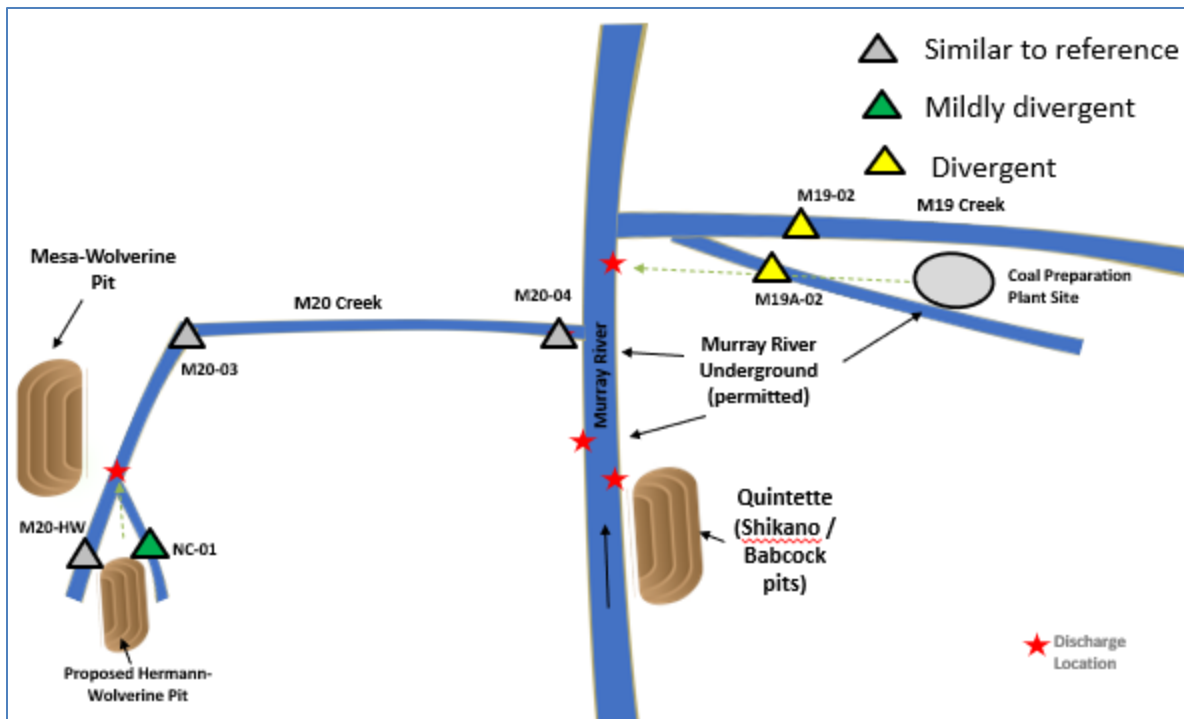 Similar to reference
Mildly divergent
Divergent
M19-02
M19 Creek
Mesa-Wolverine
Pit
Coal Preparation
Plant Site
M19A-02
M20-04
M20 Creek
M20-03
Murray River
Murray River
Underground
(permitted)
M20-HW
NC-01
Quintette
(Shikano /
Babcock
pits)
Proposed Hermann-
Wolverine Pit
Discharge
Location